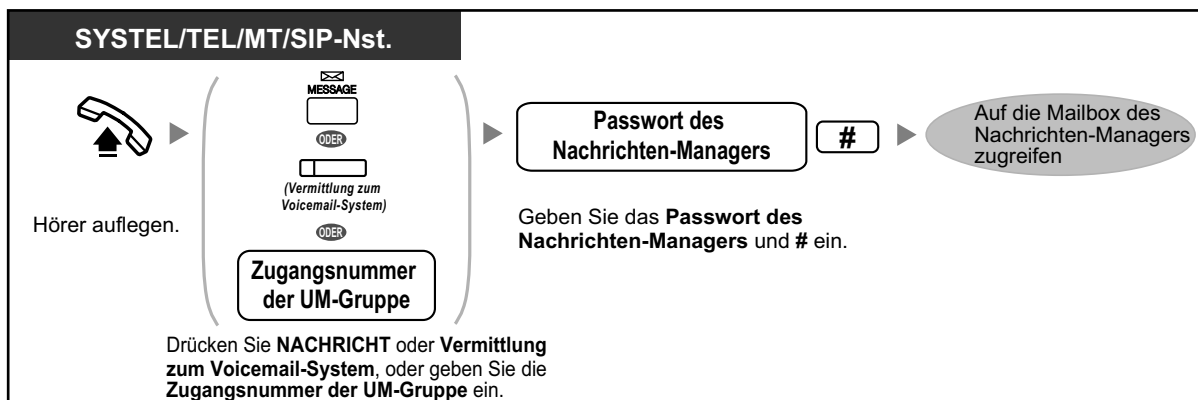 SYSTEL/TEL/MT/SIP-Nst.
Hörer auflegen.
MESSAGE
ODER
(Vermittlung zum
Voicemail-System)
ODER
Zugangsnummer
der UM-Gruppe
Drücken Sie NACHRICHT oder Vermittlung
zum Voicemail-System, oder geben Sie die
Zugangsnummer der UM-Gruppe ein.
Passwort des
Nachrichten-Managers
#
Geben Sie das Passwort des
Nachrichten-Managers und # ein.
Auf die Mailbox des
Nachrichten-Managers
zugreifen